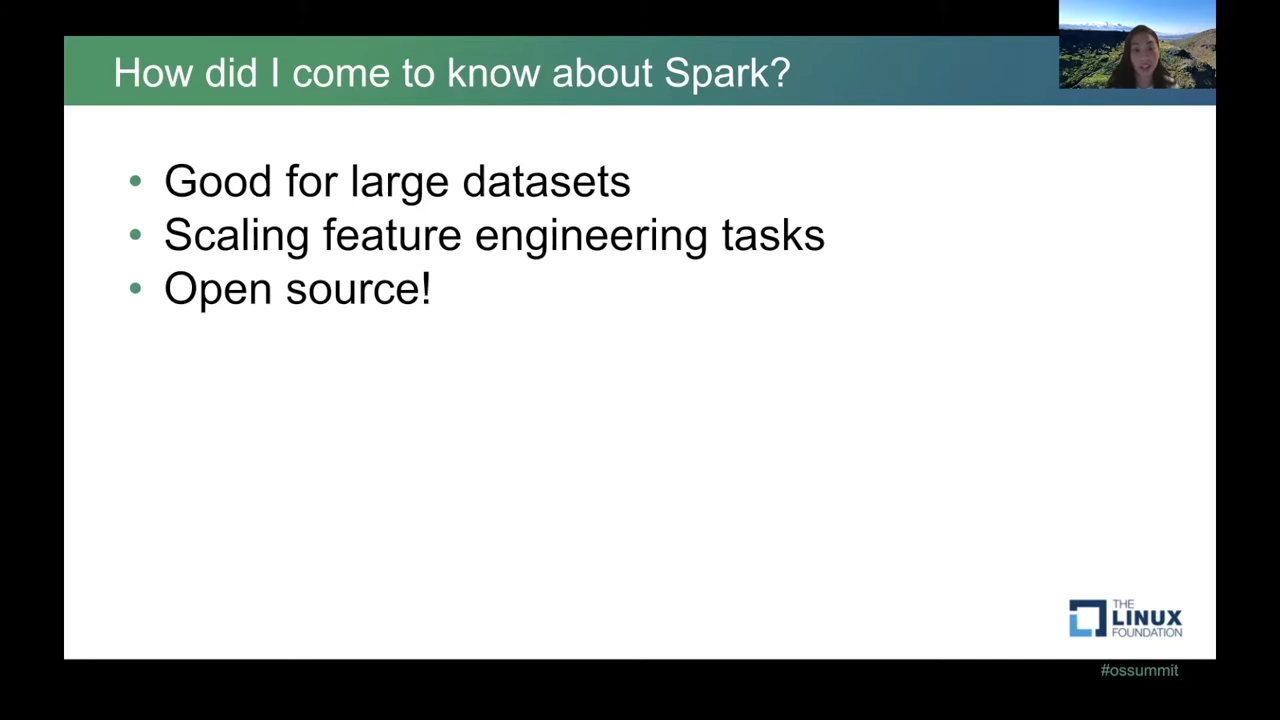 How did I come to know about Spark?
• Good for large datasets
• Scaling feature engineering tasks
• Open source!
THE
LINUX
FOUNDATION
#ossummit